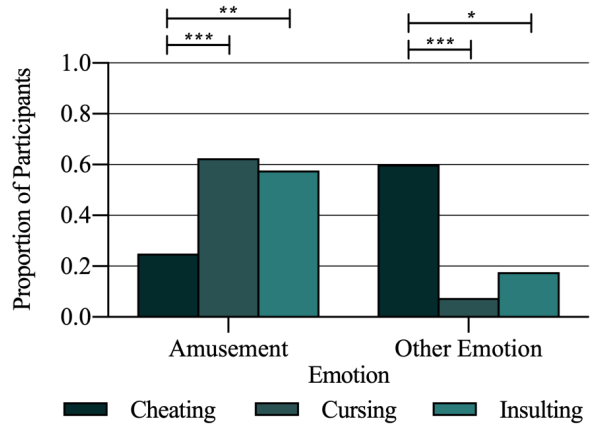 ** *
*** ***
1.0
0.8
0.6
0.4
0.2
0.0
Proportion of Participants
Amusement Other Emotion
Emotion
Cheating Cursing Insulting